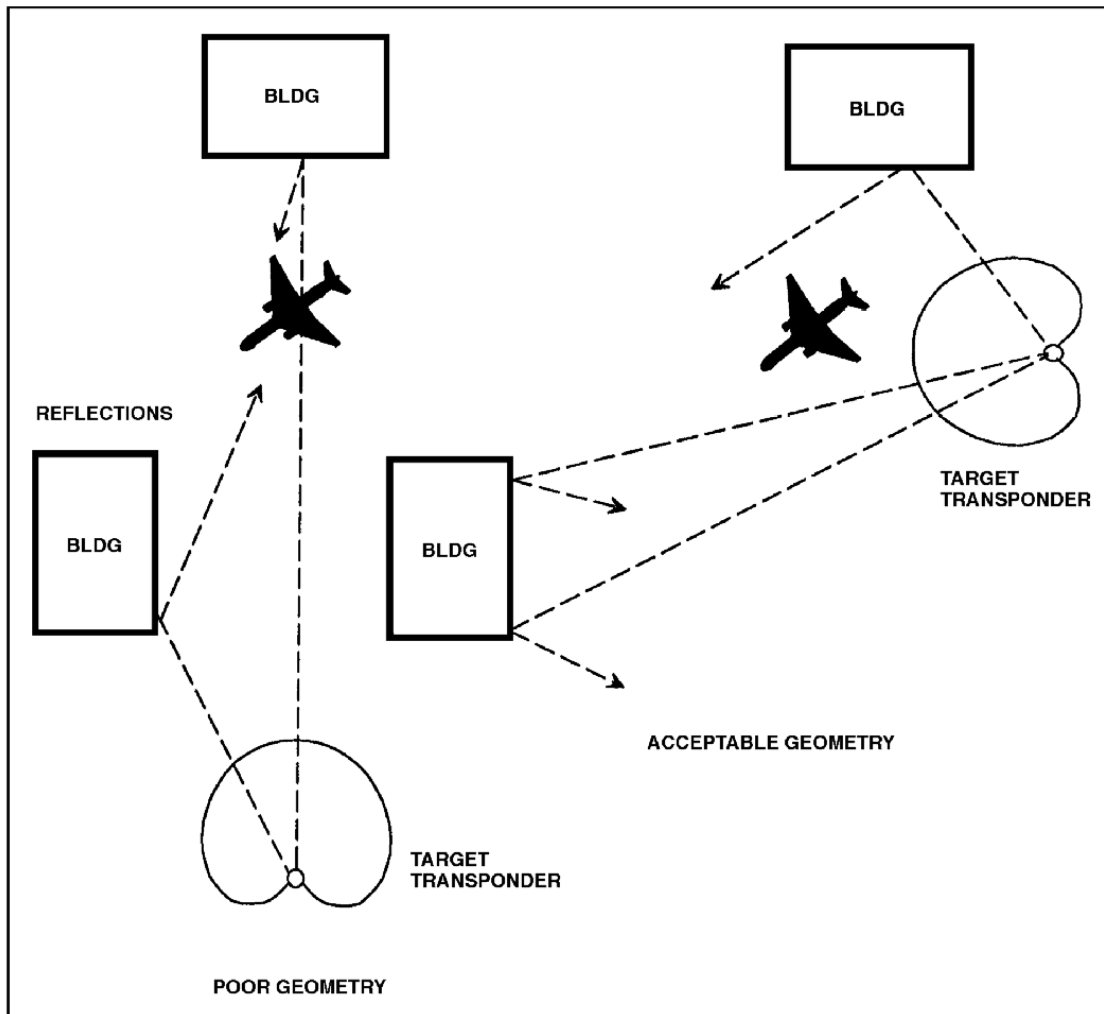 BLDG
BLDG
REFLECTIONS
BLDG
BLDG
TARGET
TRANSPONDER
ACCEPTABLE GEOMETRY
TARGET
TRANSPONDER
POOR GEOMETRY